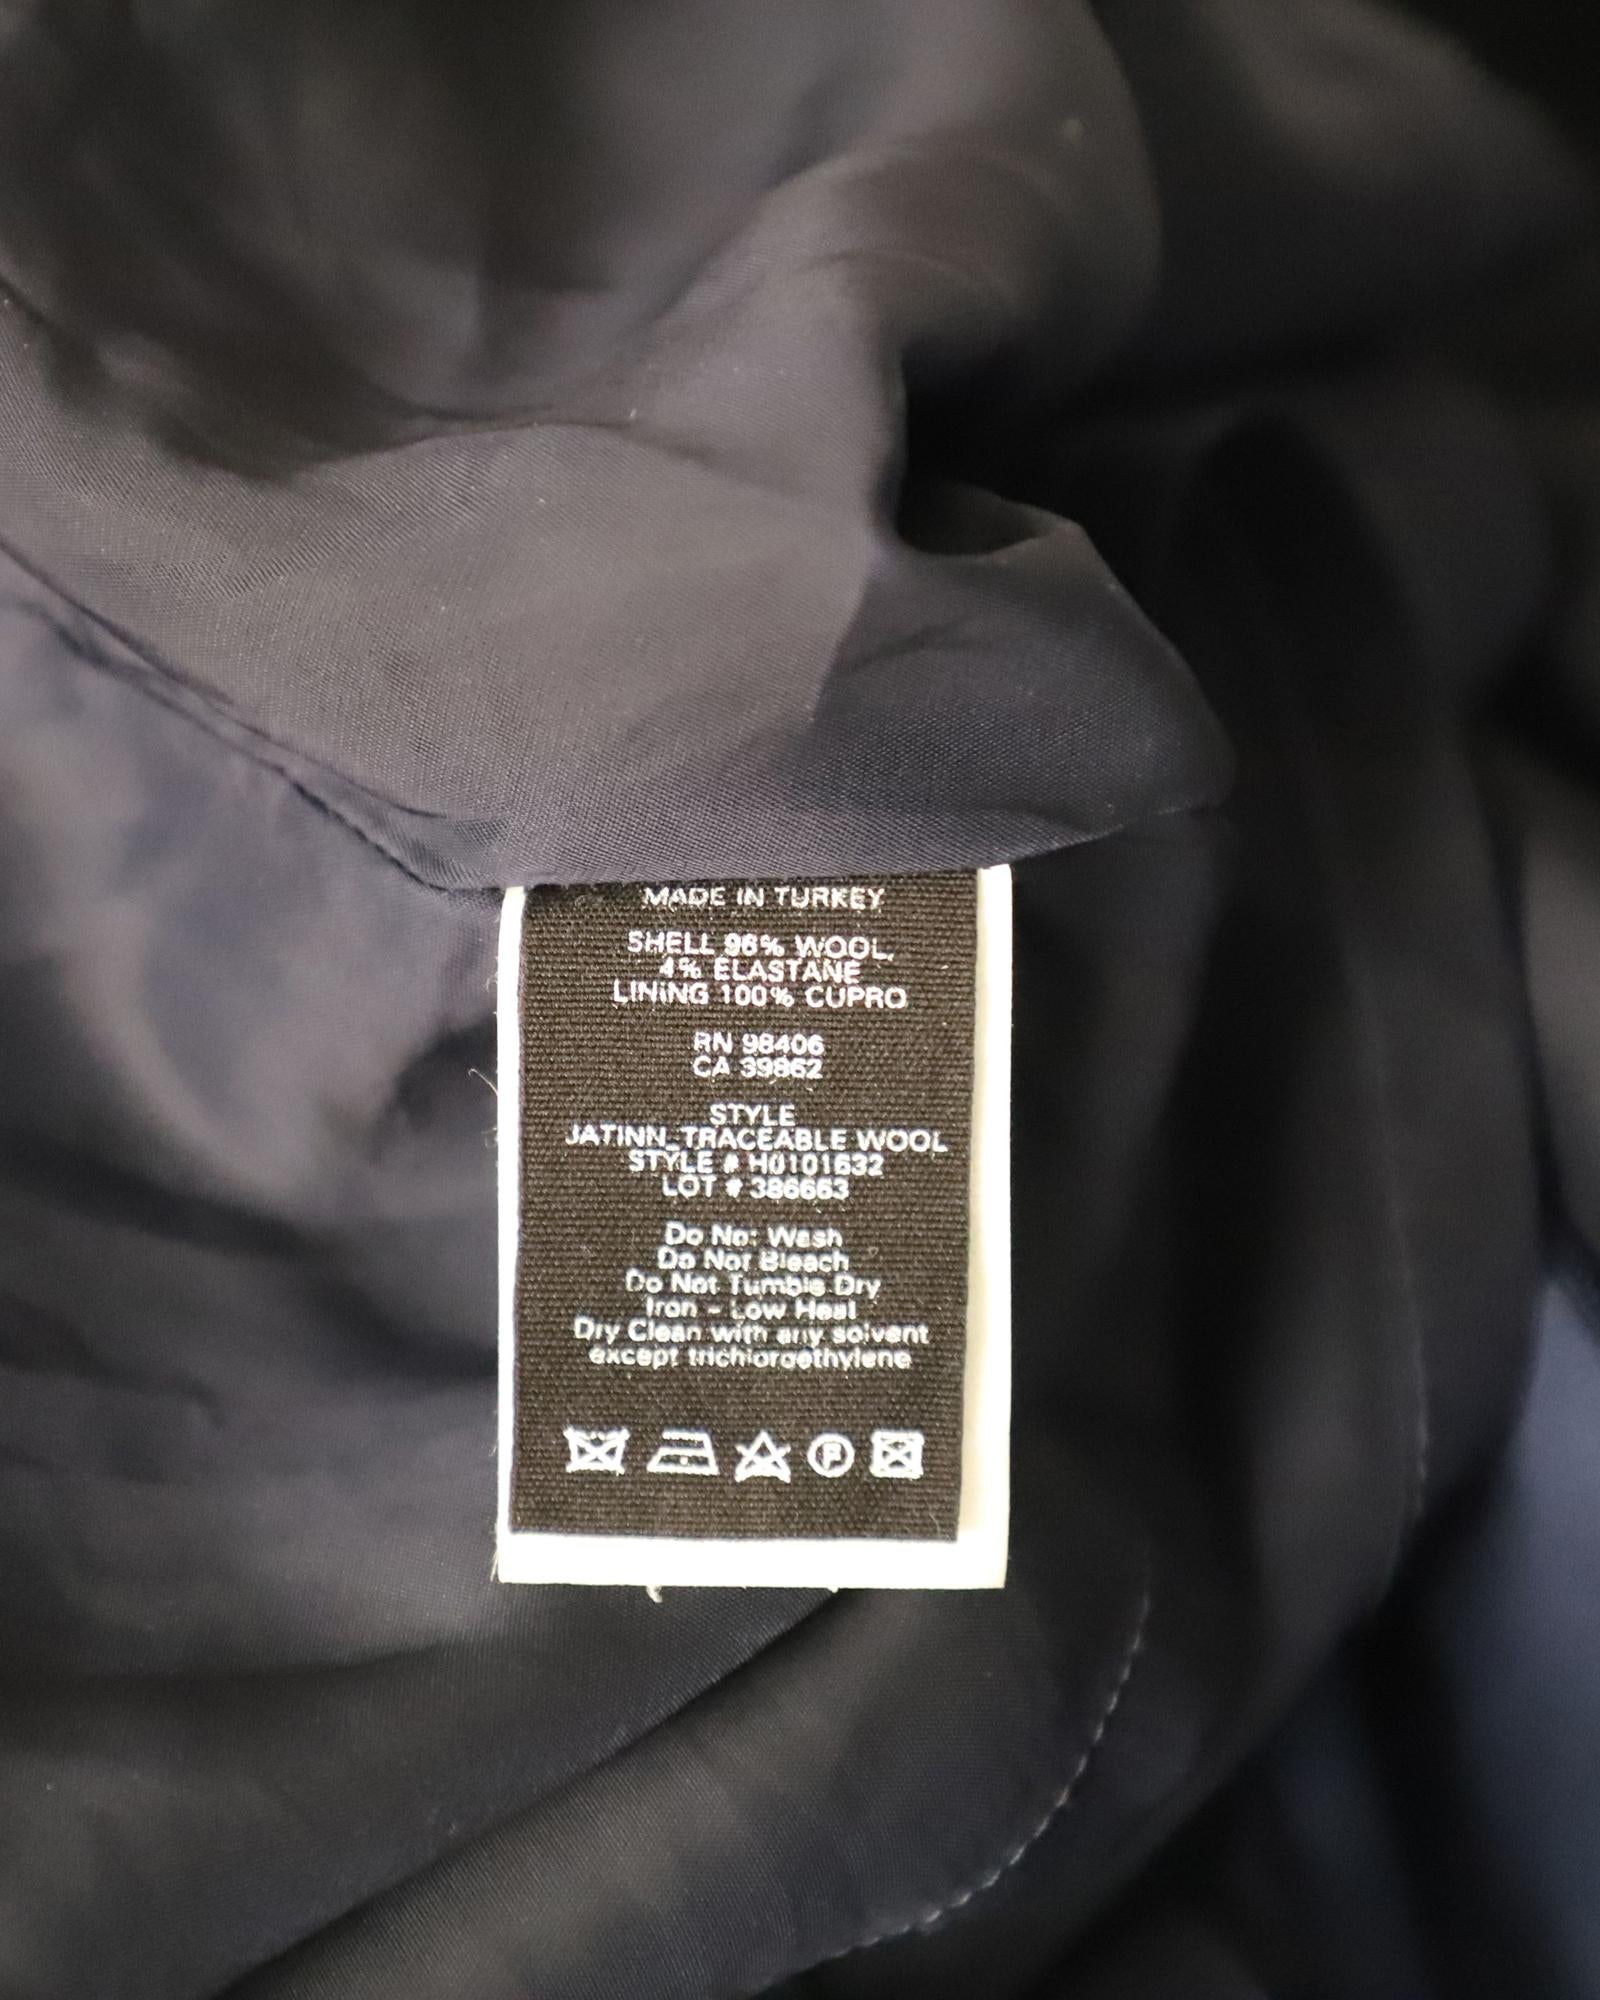 MADE IN TURKEY
SHELL 96% WOOL,
4% ELASTANE
LINING 100% CUPRO
RN 98406
CA 39862
STYLE
JATINN_TRACEABLE WOOL
STYLE # H0101632
LOT # 386663
Do Not Wash
Do Not Bleach
Do Not Tumble Dry
Iron - Low Heat
Dry Clean with any solvent
except trichloroethylene
P